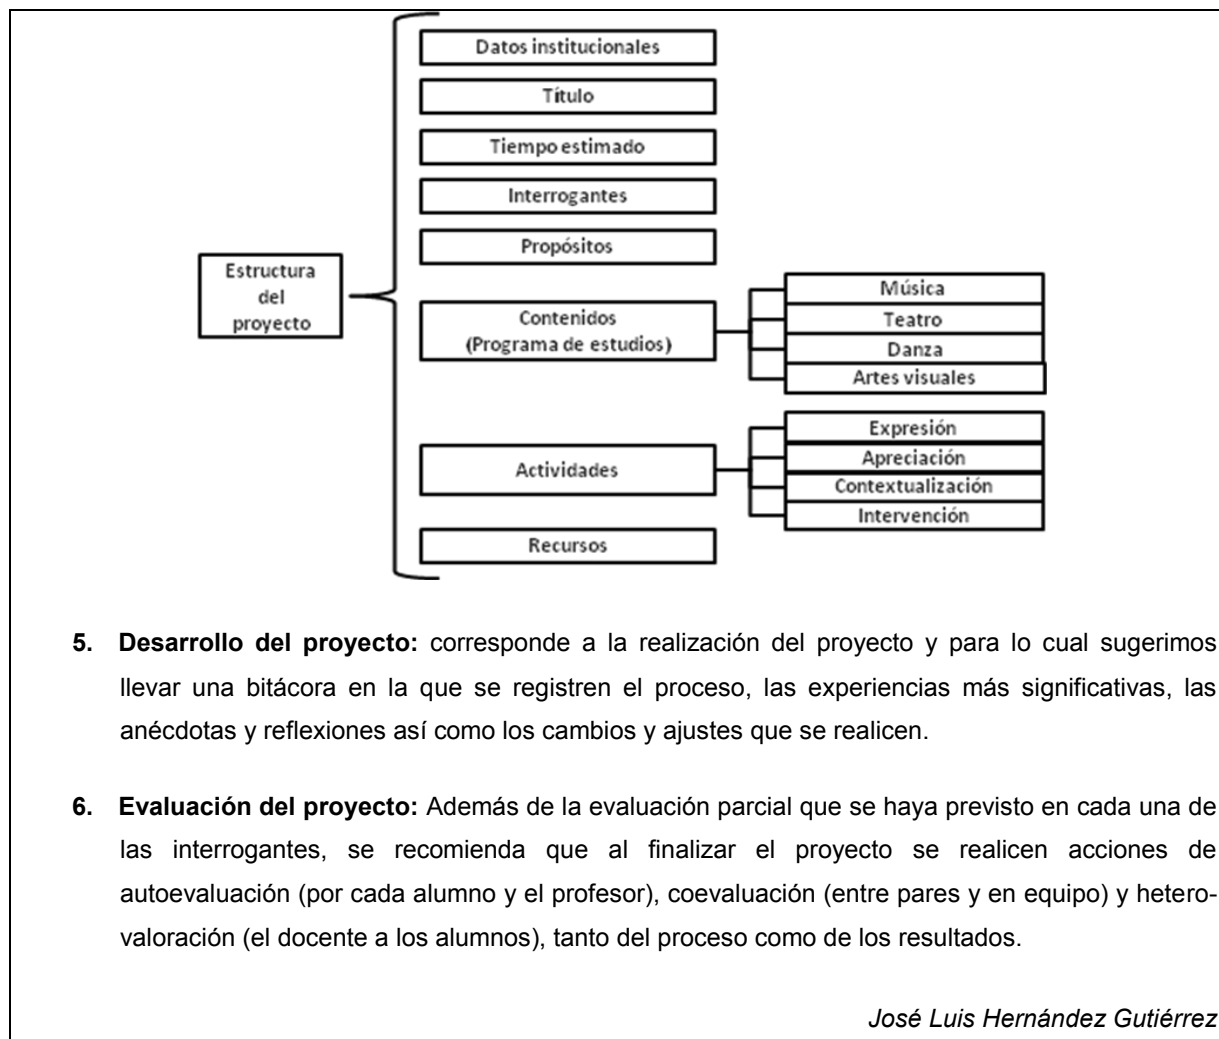 Datos institucionales
Título
Tiempo estimado
Interrogantes
Propósitos
Estructura
del
proyecto
Contenidos
(Programa de estudios)
Música
Teatro
Danza
Artes visuales
Actividades
Expresión
Apreciación
Contextualización
Intervención
Recursos
5. Desarrollo del proyecto: corresponde a la realización del proyecto y para lo cual sugerimos
llevar una bitácora en la que se registren el proceso, las experiencias más significativas, las
anécdotas y reflexiones así como los cambios y ajustes que se realicen.
6. Evaluación del proyecto: Además de la evaluación parcial que se haya previsto en cada una de
las interrogantes, se recomienda que al finalizar el proyecto se realicen acciones de
autoevaluación (por cada alumno y el profesor), coevaluación (entre pares y en equipo) y hetero-
valoración (el docente a los alumnos), tanto del proceso como de los resultados.
José Luis Hernández Gutiérrez